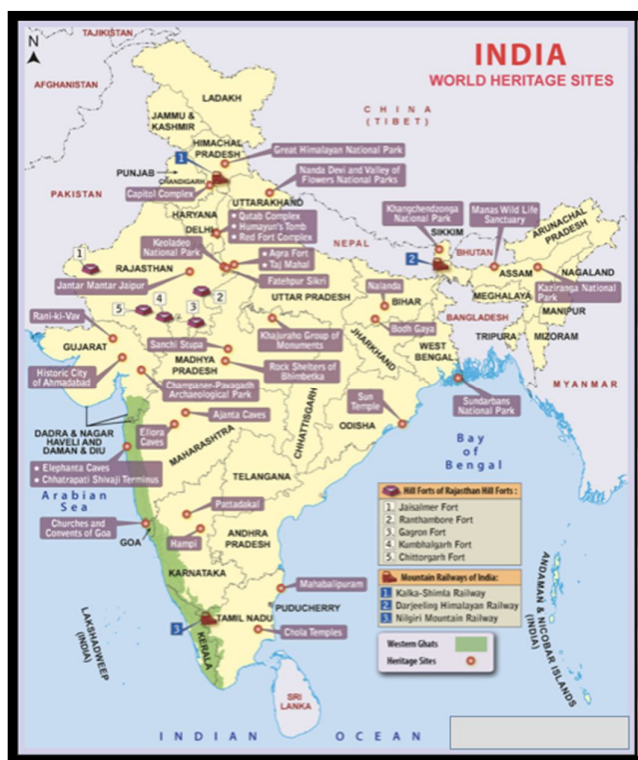 N
INDIA
WORLD HERITAGE SITES
TAJIKISTAN
AFGHANISTAN
LADAKH
CHINA
(TIBET)
JAMMU &
KASHMIR
HIMACHAL
PRADESH
Great Himalayan National Park
1
PUNJAB
CHANDIGARH
Nanda Devi and Valley of
Flowers National Parks
Capitol Complex
PAKISTAN
UTTARAKHAND
HARYANA
DELHI
Qutab Complex
Humayun's Tomb
Red Fort Complex
Khangchendzonga
National Park
Manas Wild Life
Sanctuary
ARUNACHAL
PRADESH
SIKKIM
NEPAL
BHUTAN
2
Keoladeo
National Park
Agra Fort
Taj Mahal
1
RAJASTHAN
Jantar Mantar Jaipur
Fatehpur Sikri
UTTAR PRADESH
Nalanda
BIHAR
ASSAM
NAGALAND
MEGHALAYA
Kaziranga National
Park
MANIPUR
2
4
5
3
Rani-ki-Vav
Bodh Gaya
BANGLADESH
TRIPURA
MIZORAM
GUJARAT
Sanchi Stupa
Khajuraho Group of
Monuments
JHARKHAND
WEST
BENGAL
MADHYA
PRADESH
Rock Shelters of
Bhimbetka
Historic City
of Ahmadabad
Champaner-Pavagadh
Archaeological Park
CHHATTISGARH
MYANMAR
Sundarbans
National Park
Ajanta Caves
Sun
Temple
ODISHA
DADRA & NAGAR
HAVELI AND
DAMAN & DIU
Ellora
Caves
MAHARASHTRA
Bay
of
Bengal
Elephanta Caves
Chhatrapati Shivaji Terminus
TELANGANA
Arabian
Sea
Pattadakal
Churches and
Convents of Goa
GOA
Hampi
ANDHRA
PRADESH
KARNATAKA
Hill Forts of Rajasthan Hill Forts :
1 Jaisalmer Fort
2 Ranthambore Fort
3 Gagron Fort
4 Kumbhalgarh Fort
5 Chittorgarh Fort
Mountain Railways of India:
1 Kalka-Shimla Railway
2 Darjeeling Himalayan Railway
3 Nilgiri Mountain Railway
Mahabalipuram
PUDUCHERRY
TAMIL NADU
3
KERALA
Chola Temples
LAKSHADWEEP
(INDIA)
ANDAMAN & NICOBAR ISLANDS
(INDIA)
Western Ghats
Heritage Sites
SRI
LANKA
INDIAN OCEAN